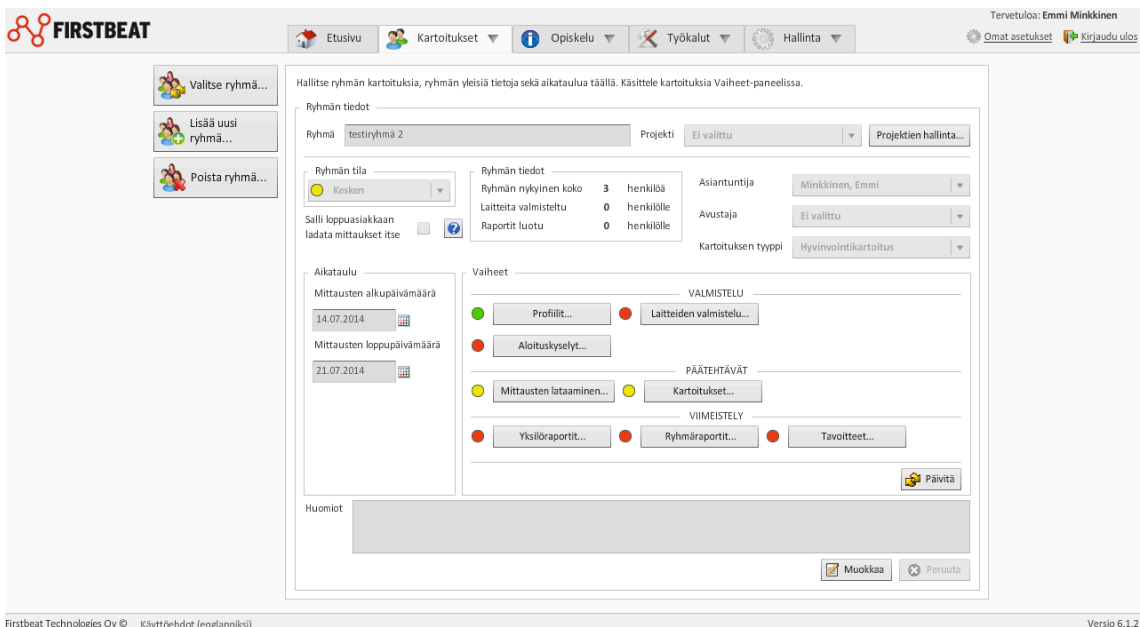 Tervetuloa: Emmi Minkkinen
FIRSTBEAT
Etusivu
Kartoitukset
Opiskelu
Työkalut
Hallinta
Omat asetukset
Kirjaudu ulos
Valitse ryhmä...
Lisää uusi
ryhmä...
Poista ryhmä...
Hallitse ryhmän kartoituksia, ryhmän yleisiä tietoja sekä aikataulua täällä. Käsittele kartoituksia Vaiheet-paneelissa.
Ryhmän tiedot
Ryhmä testiryhmä 2
Projekti Ei valittu
Projektien hallinta...
Ryhmän tila
Kesken
Salli loppuasiakkaan
ladata mittaukset itse
Ryhmän tiedot
Ryhmän nykyinen koko 3 henkilöä
Laitteita valmisteltu 0 henkilölle
Raportit luotu 0 henkilölle
Asiantuntija Minkkinen, Emmi
Avustaja Ei valittu
Kartoituksen tyyppi Hyvinvointikartoitus
Aikataulu
Mittausten alkupäivämäärä
14.07.2014
Mittausten loppupäivämäärä
21.07.2014
Vaiheet
VALMISTELU
Profiilit...
Laitteiden valmistelu...
Aloituskyselyt...
PÄÄTEHTÄVÄT
Mittausten lataaminen...
Kartoitukset...
VIIMEISTELY
Yksilöraportit...
Ryhmäraportit...
Tavoitteet...
Päivitä
Huomiot
Muokkaa
Peruuta
Firstbeat Technologies Oy © Käyttöehdot (englanniksi)
Versio 6.1.2